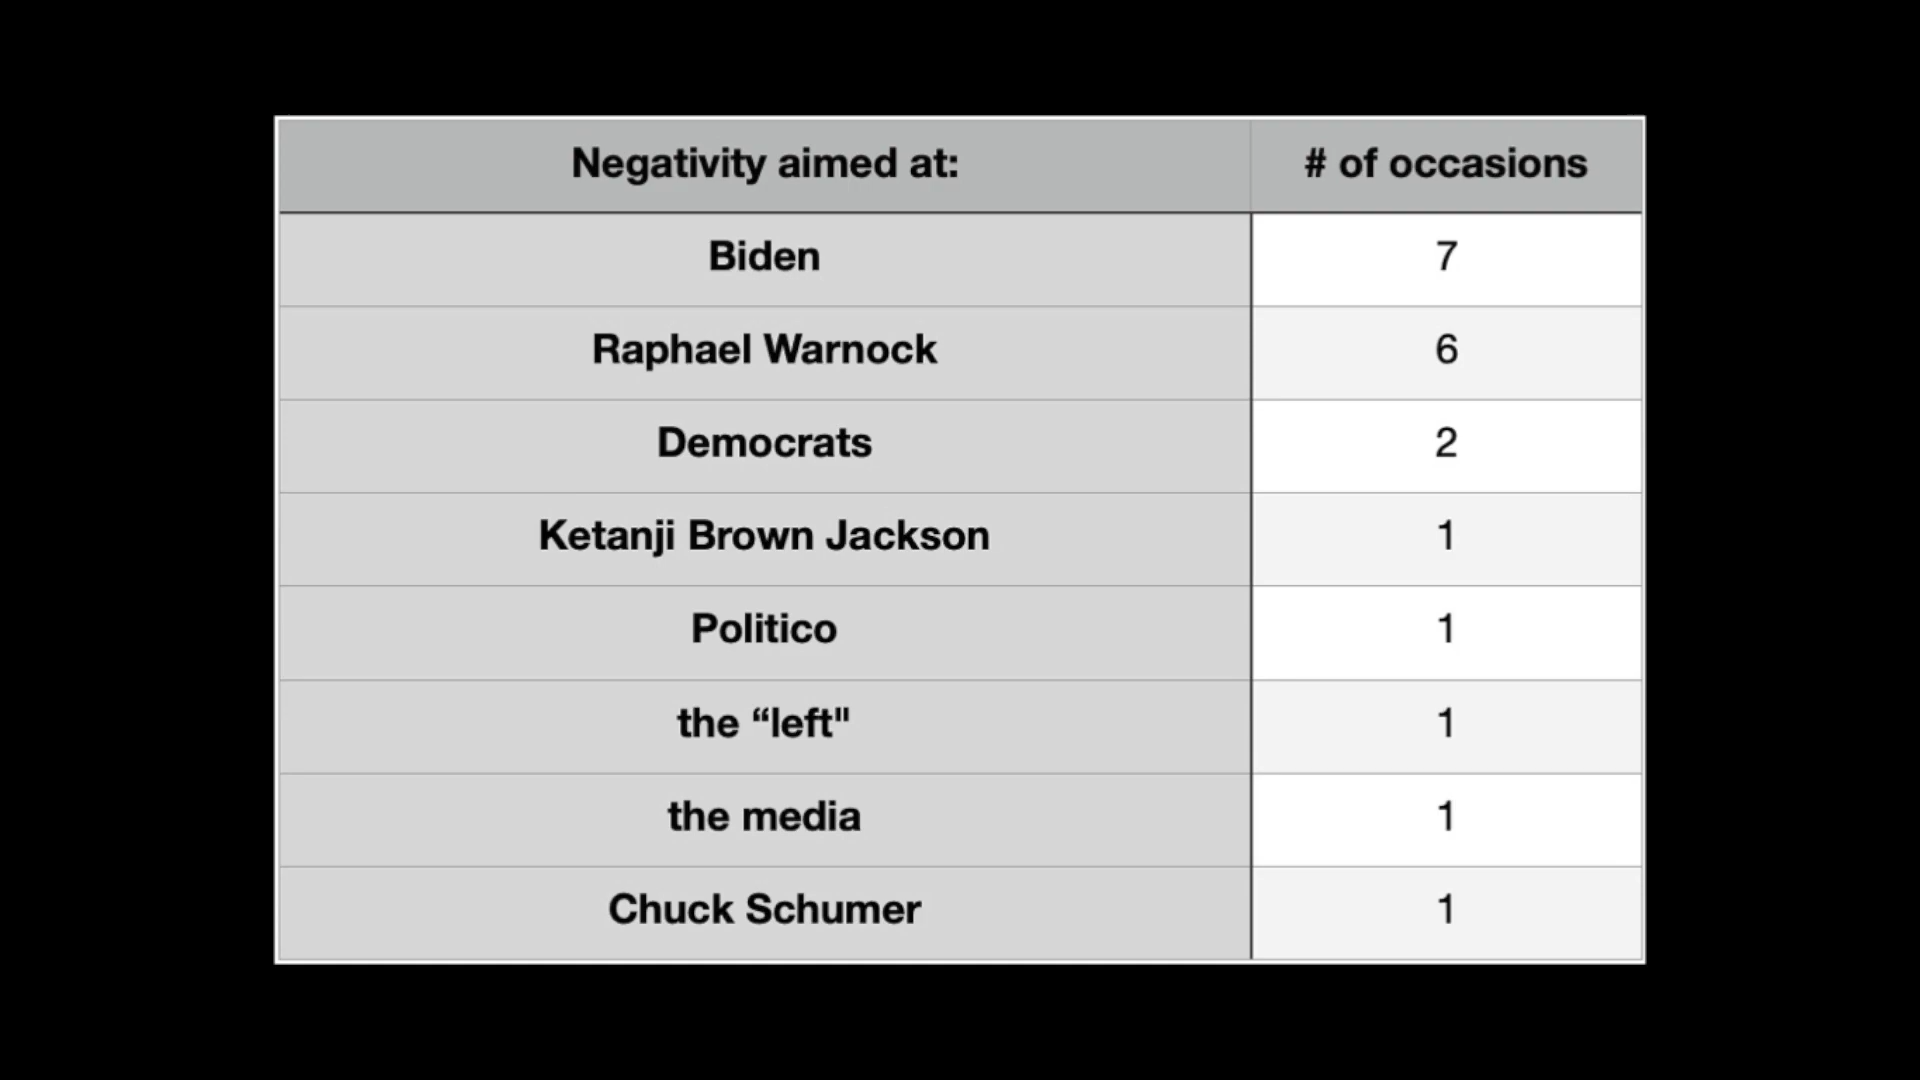 Negativity aimed at: # of occasions
Biden 7
Raphael Warnock 6
Democrats 2
Ketanji Brown Jackson 1
Politico 1
the “left" 1
the media 1
Chuck Schumer 1